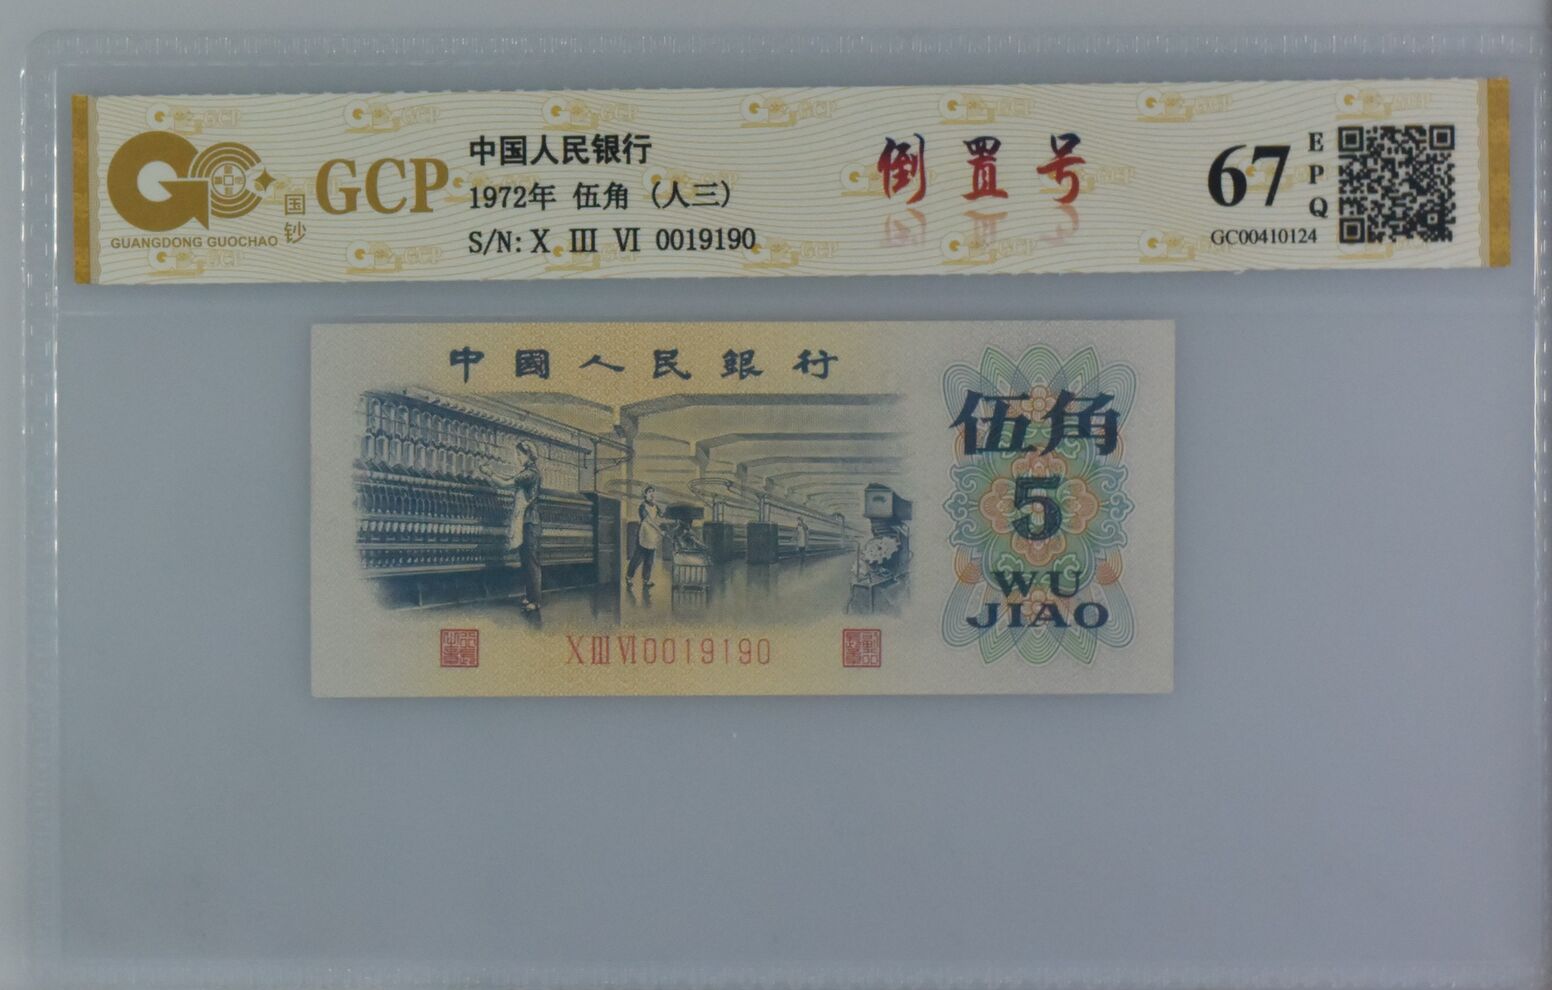 GUANGDONG GUOCHAO
国钞
GCP
中国人民银行
1972年 伍角 (人三)
S/N: X III VI 0019190
倒置号
67
EPQ
GC00410124
中國人民銀行
伍角
5
WU
JIAO
X III VI 0019190